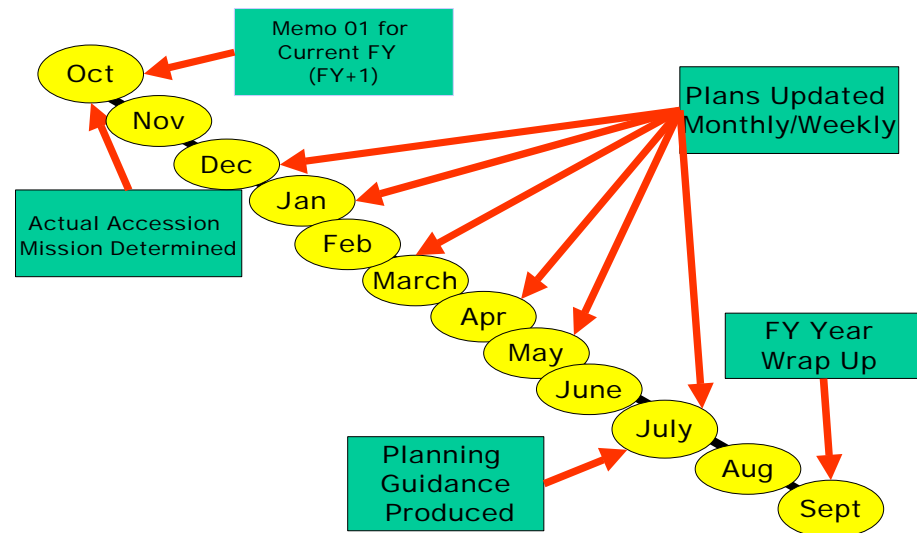 Memo 01 for
Current FY
(FY+1)
Oct
Plans Updated
Monthly/Weekly
Nov
Dec
Jan
Actual Accession
Mission Determined
Feb
March
Apr
May
FY Year
Wrap Up
June
July
Planning
Guidance
Produced
Aug
Sept